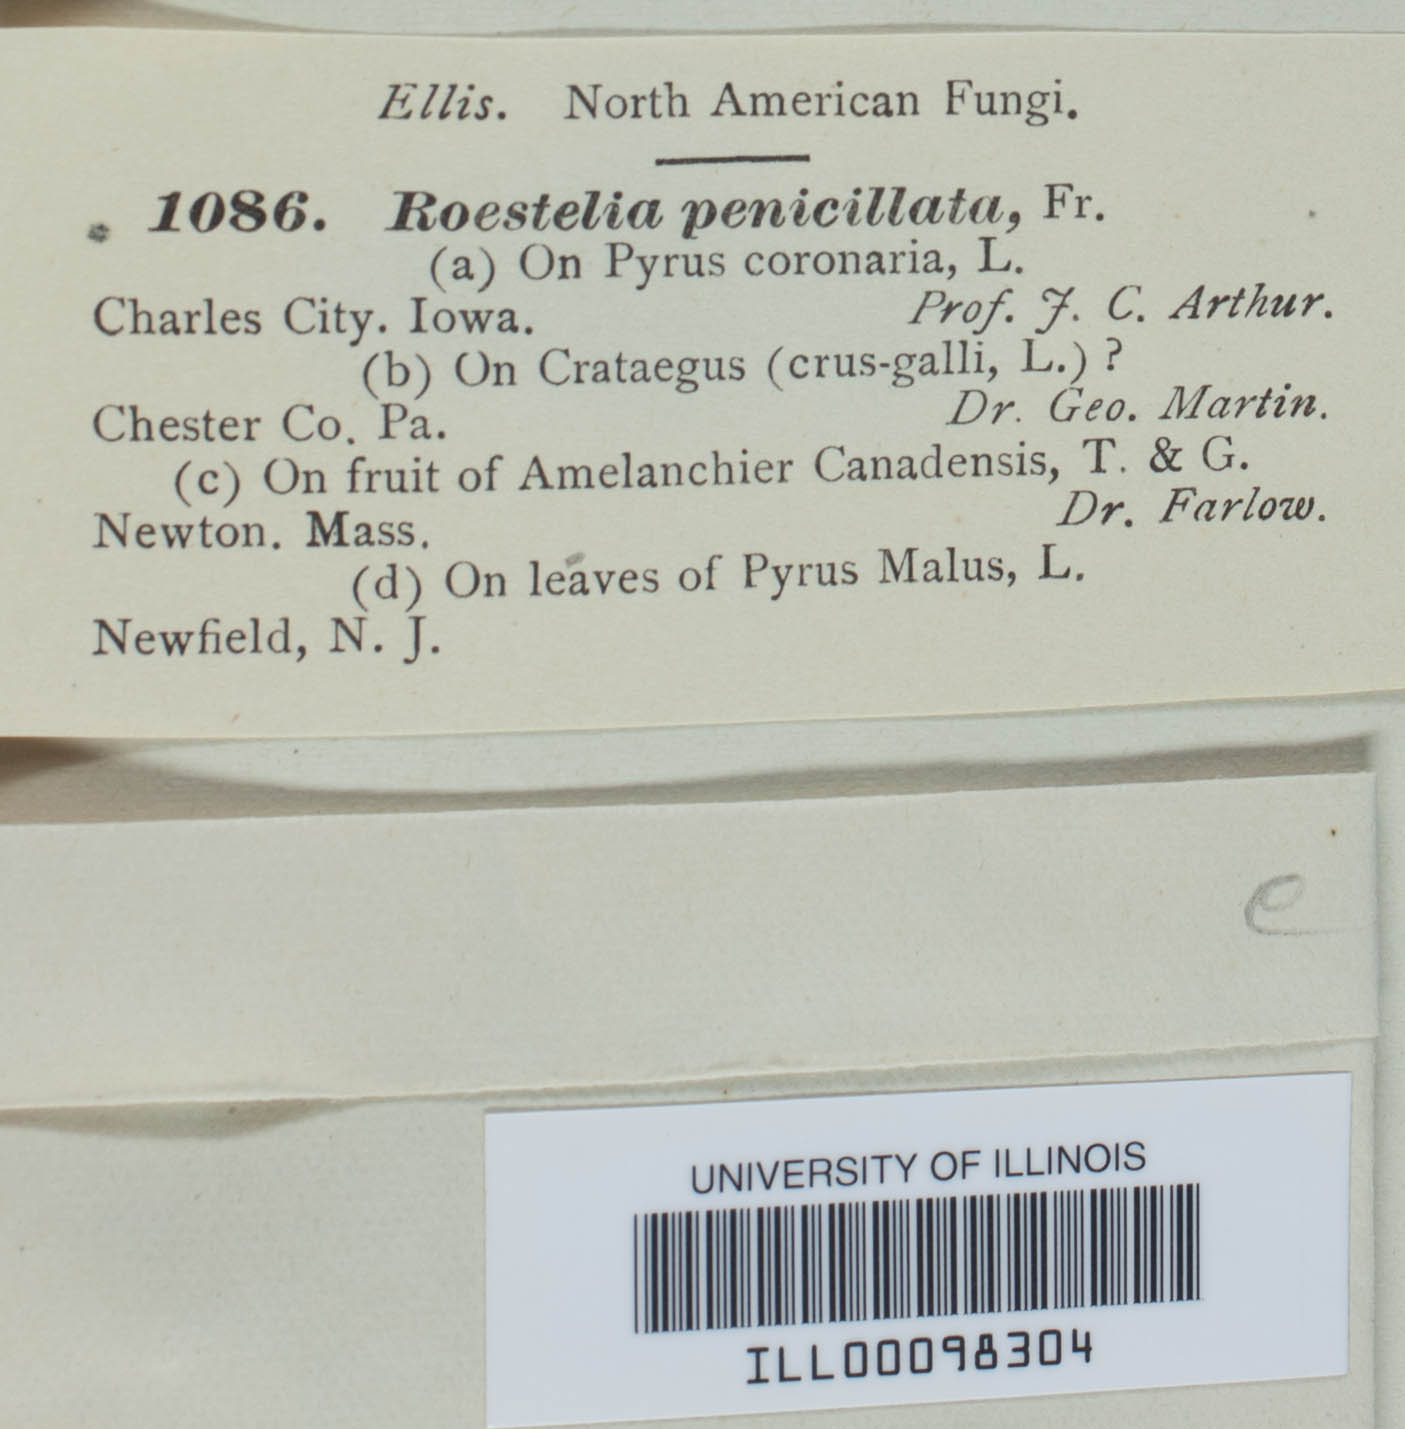 Ellis. North American Fungi.
1086. Roestelia penicillata, Fr.
(a) On Pyrus coronaria, L.
Charles City. Iowa. Prof. J. C. Arthur.
(b) On Crataegus (crus-galli, L.) ?
Chester Co. Pa. Dr. Geo. Martin.
(c) On fruit of Amelanchier Canadensis, T. & G.
Newton. Mass. Dr. Farlow.
(d) On leaves of Pyrus Malus, L.
Newfield, N. J.
e
UNIVERSITY OF ILLINOIS
ILL00098304